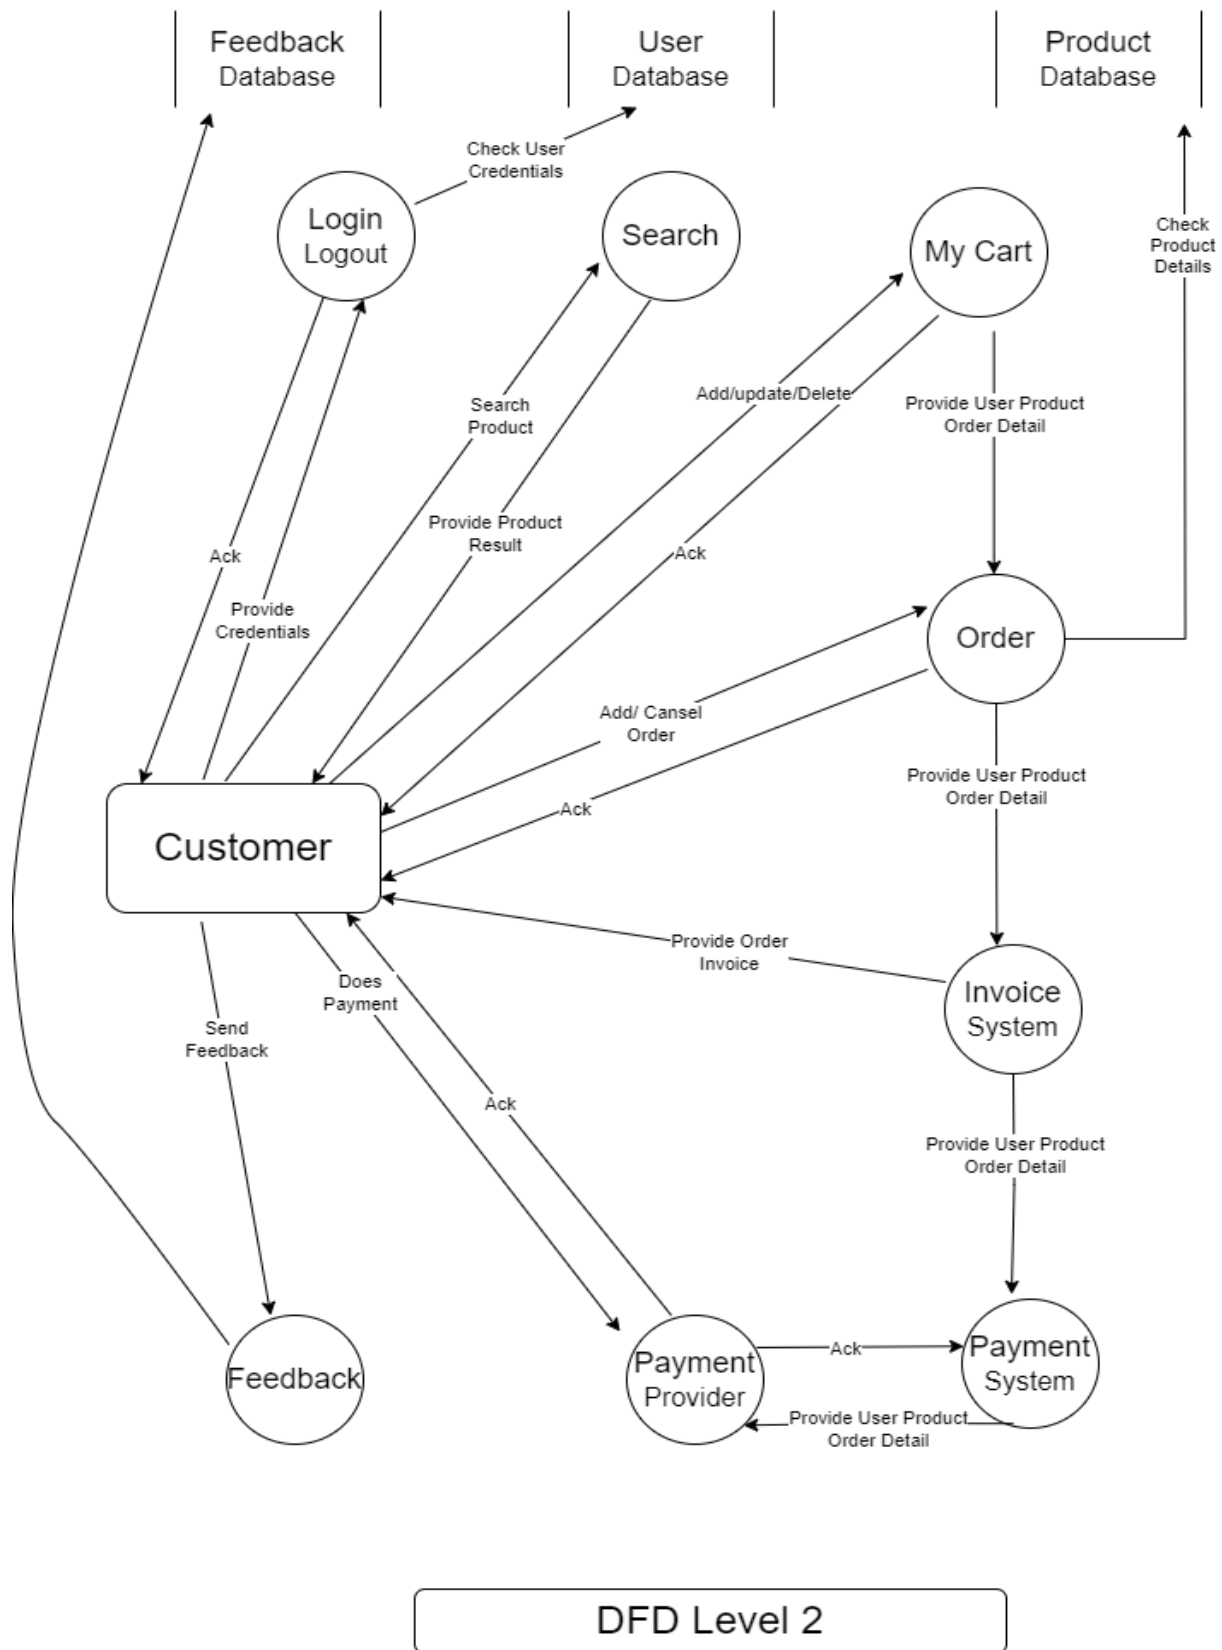 Feedback
Database
User
Database
Product
Database
Check User
Credentials
Login
Logout
Search
My Cart
Check
Product
Details
Search
Product
Add/update/Delete
Provide User Product
Order Detail
Provide Product
Result
Ack
Ack
Provide
Credentials
Order
Add/ Cansel
Order
Provide User Product
Order Detail
Ack
Customer
Provide Order
Invoice
Invoice
System
Does
Payment
Send
Feedback
Ack
Provide User Product
Order Detail
Feedback
Payment
Provider
Ack
Payment
System
Provide User Product
Order Detail
DFD Level 2